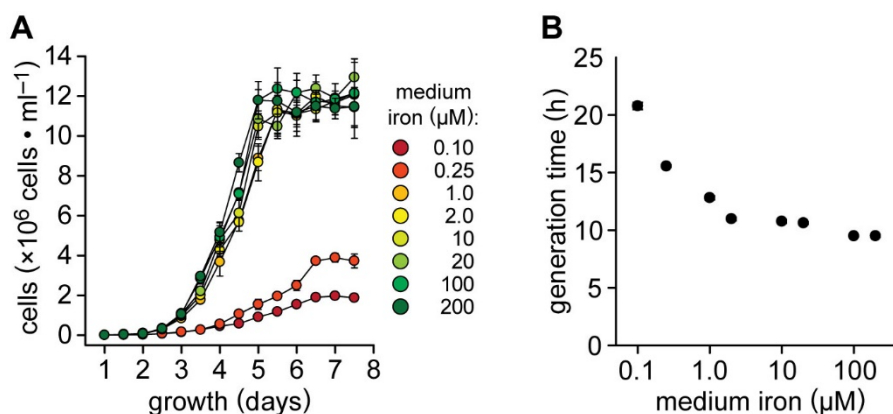 A
cells (×10⁶ cells • ml⁻¹)
14
12
10
8
6
4
2
0
1 2 3 4 5 6 7 8
growth (days)
medium
iron (µM):
0.10
0.25
1.0
2.0
10
20
100
200
B
generation time (h)
25
20
15
10
5
0
0.1 1.0 10 100
medium iron (µM)